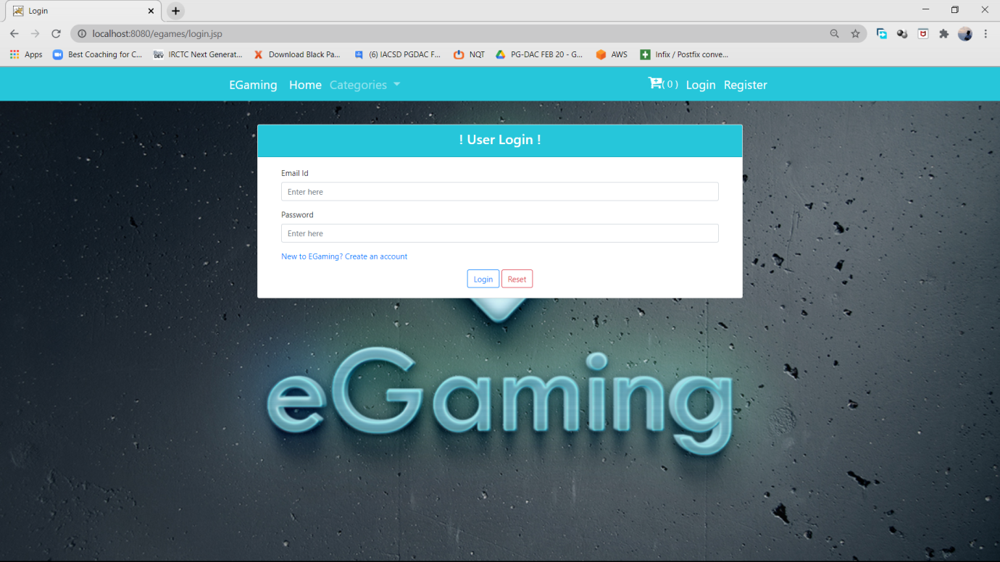 Login
localhost:8080/egames/login.jsp
Apps Best Coaching for C... IRCTC Next Generat... Download Black Pa... (6) IACSD PGDAC F... NQT PG-DAC FEB 20 - G... AWS Infix / Postfix conve...
EGaming Home Categories ( 0 ) Login Register
! User Login !
Email Id
Enter here
Password
Enter here
New to EGaming? Create an account
Login Reset
eGaming